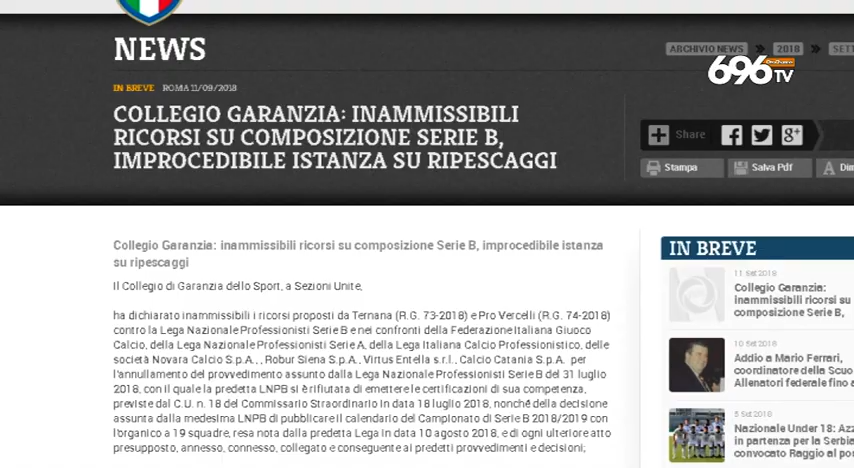 NEWS
ARCHIVIO NEWS
2018
SETT
696 TV
IN BREVE ROMA 11/09/2018
COLLEGIO GARANZIA: INAMMISSIBILI
RICORSI SU COMPOSIZIONE SERIE B,
IMPROCEDIBILE ISTANZA SU RIPESCAGGI
Share
Stampa
Salva Pdf
Dim
Collegio Garanzia: inammissibili ricorsi su composizione Serie B, improcedibile istanza
su ripescaggi
Il Collegio di Garanzia dello Sport, a Sezioni Unite,
ha dichiarato inammissibili i ricorsi proposti da Ternana (R.G. 73-2018) e Pro Vercelli (R.G. 74-2018)
contro la Lega Nazionale Professionisti Serie B e nei confronti della Federazione Italiana Giuoco
Calcio, della Lega Nazionale Professionisti Serie A, della Lega Italiana Calcio Professionistico, delle
società Novara Calcio S.p.A., , Robur Siena S.p.A., Virtus Entella s.r.l., Calcio Catania S.p.A. per
l'annullamento del provvedimento assunto dalla Lega Nazionale Professionisti Serie B del 31 luglio
2018, con il quale la predetta LNPB si è rifiutata di emettere le certificazioni di sua competenza,
previste dal C.U. n. 18 del Commissario Straordinario in data 18 luglio 2018, nonché della decisione
assunta dalla medesima LNPB di pubblicare il calendario del Campionato di Serie B 2018/2019 con
l'organico a 19 squadre, resa nota dalla predetta Lega in data 10 agosto 2018, e di ogni ulteriore atto
presupposto, annesso, connesso, collegato e conseguente ai predetti provvedimenti e decisioni;
IN BREVE
11 Set 2018
Collegio Garanzia:
inammissibili ricorsi su
composizione Serie B,
10 Set 2018
Addio a Mario Ferrari,
coordinatore della Scuo
Allenatori federale fino a
5 Set 2018
Nazionale Under 18: Azz
in partenza per la Serbia
convocato Raggio al po